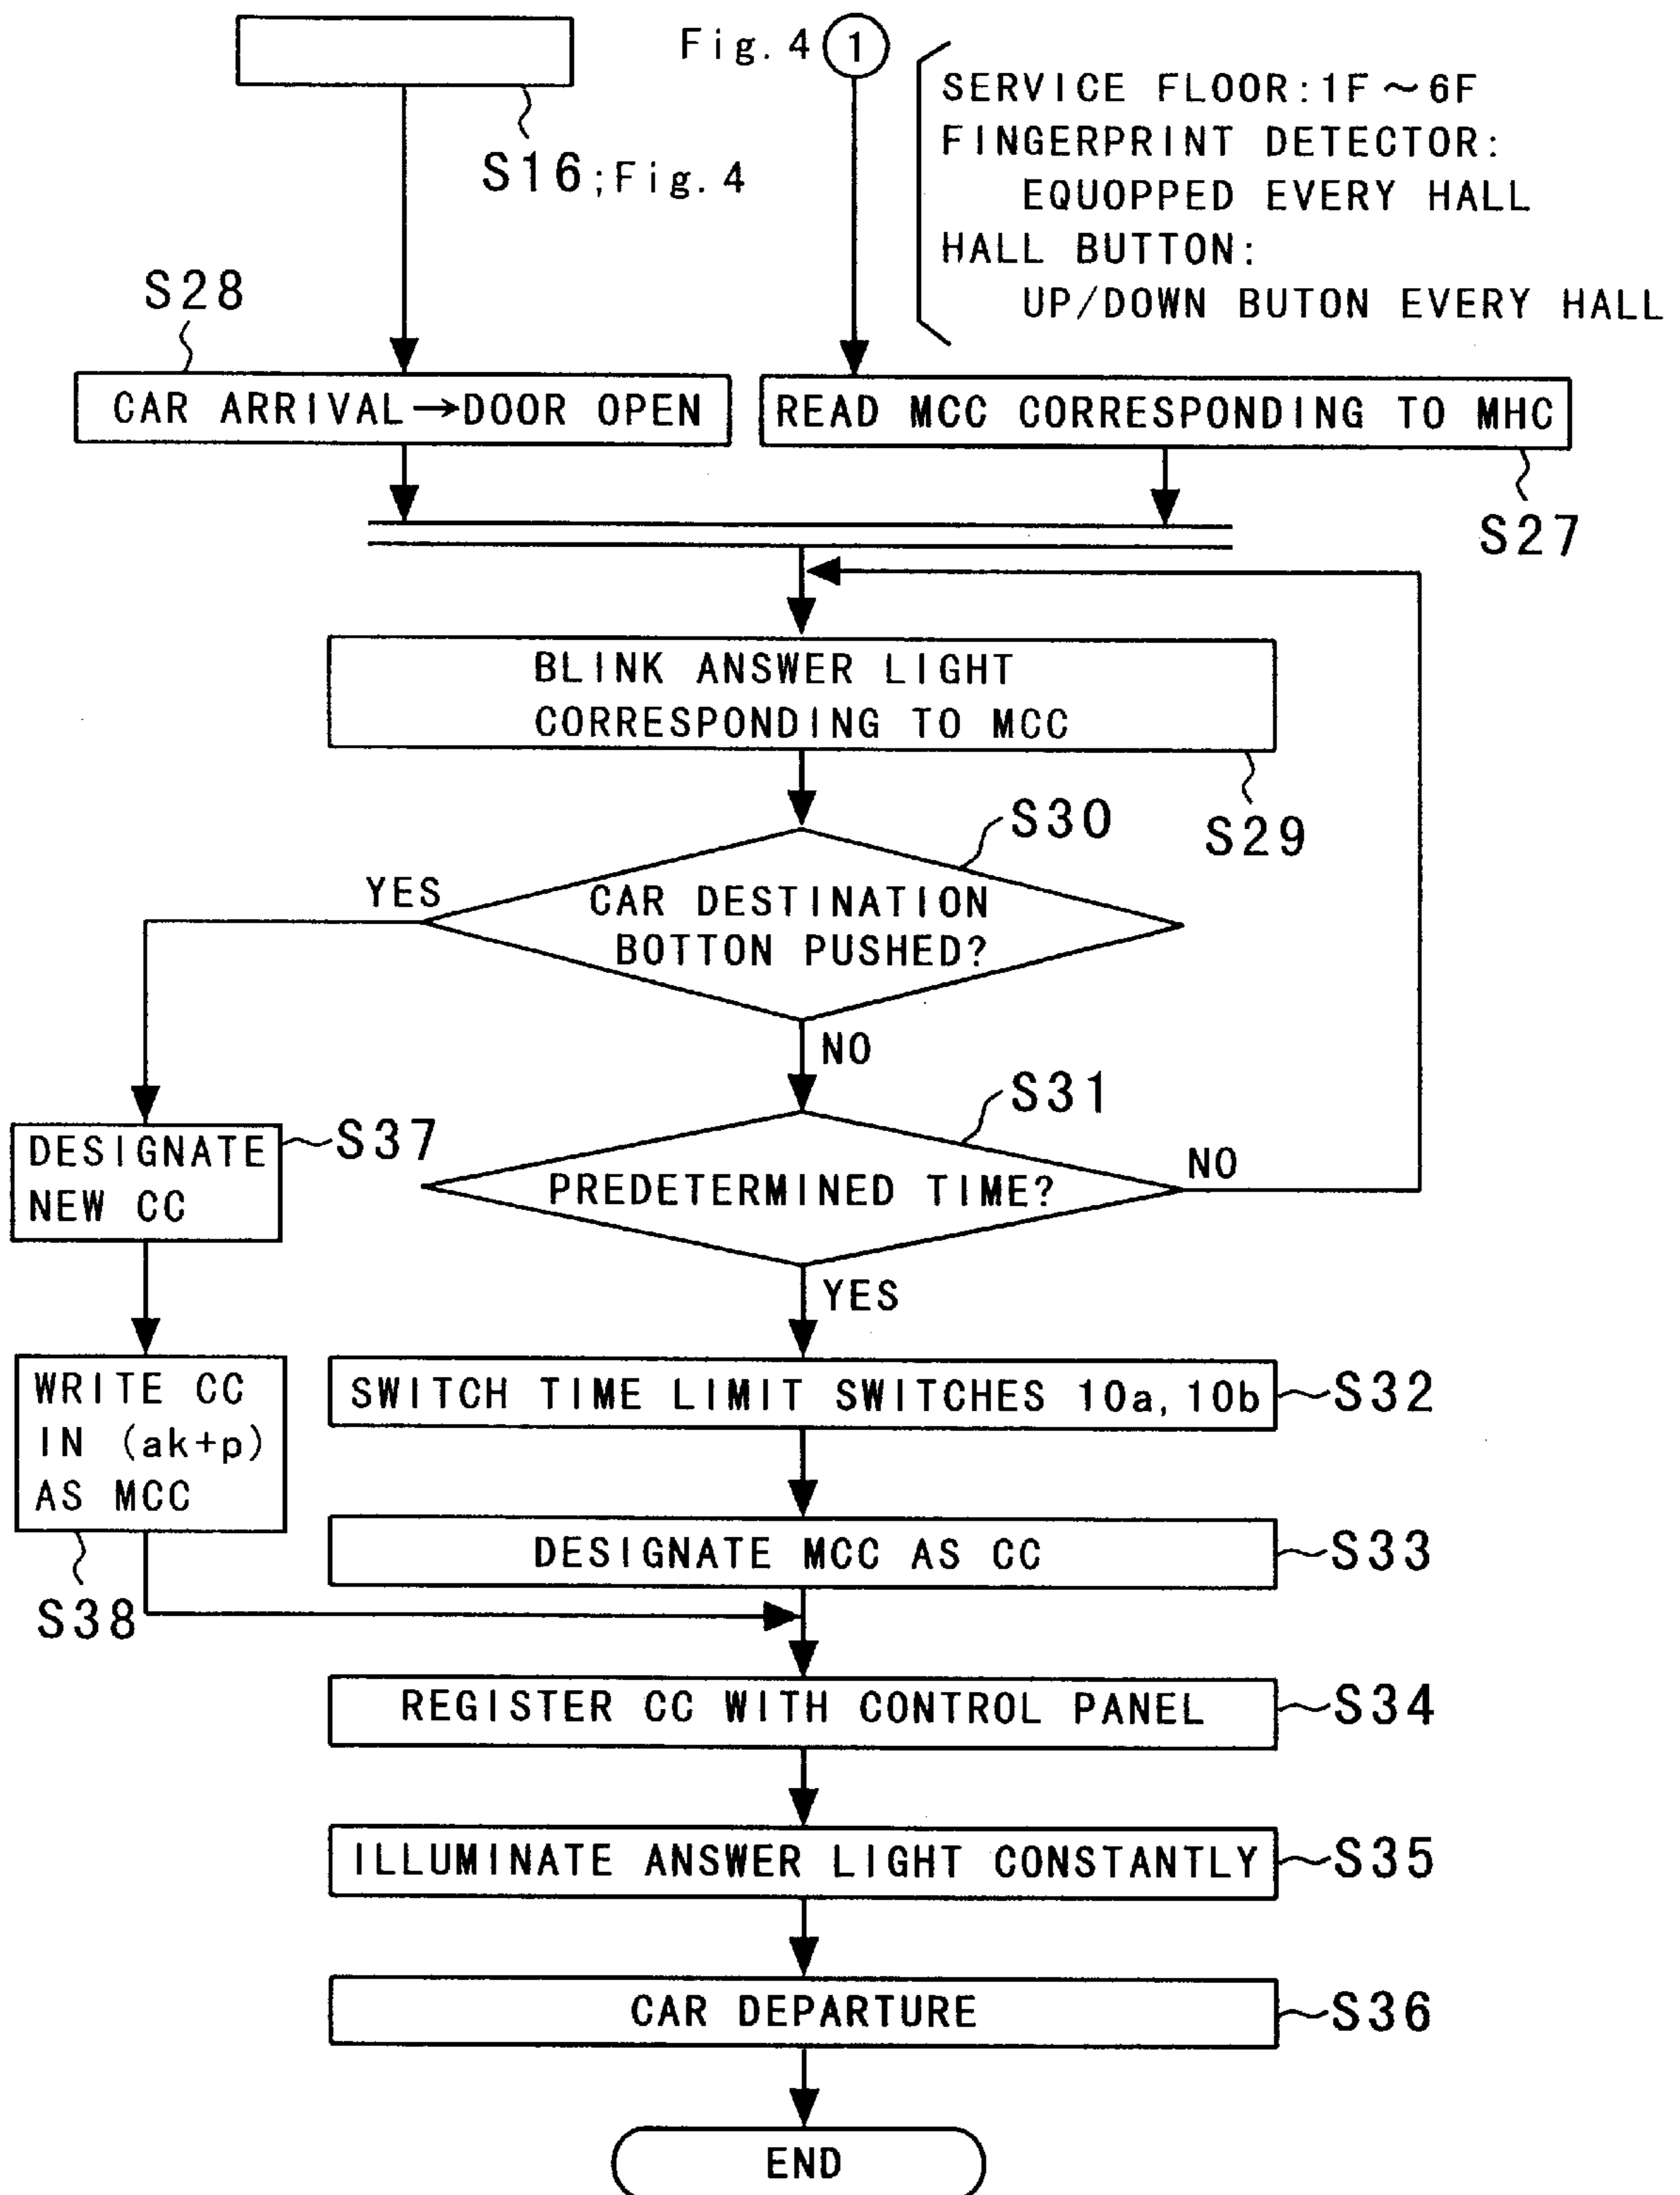 Fig. 4 1
SERVICE FLOOR:1F~6F
FINGERPRINT DETECTOR:
EQUOPPED EVERY HALL
HALL BUTTON:
UP/DOWN BUTON EVERY HALL
S16;Fig. 4
S28
CAR ARRIVAL→DOOR OPEN
READ MCC CORRESPONDING TO MHC
S27
BLINK ANSWER LIGHT
CORRESPONDING TO MCC
S29
S30
YES
CAR DESTINATION
BOTTON PUSHED?
NO
S31
S37
DESIGNATE
NEW CC
PREDETERMINED TIME?
NO
YES
WRITE CC
IN (ak+p)
AS MCC
S38
SWITCH TIME LIMIT SWITCHES 10a, 10b
S32
DESIGNATE MCC AS CC
S33
REGISTER CC WITH CONTROL PANEL
S34
ILLUMINATE ANSWER LIGHT CONSTANTLY
S35
CAR DEPARTURE
S36
END